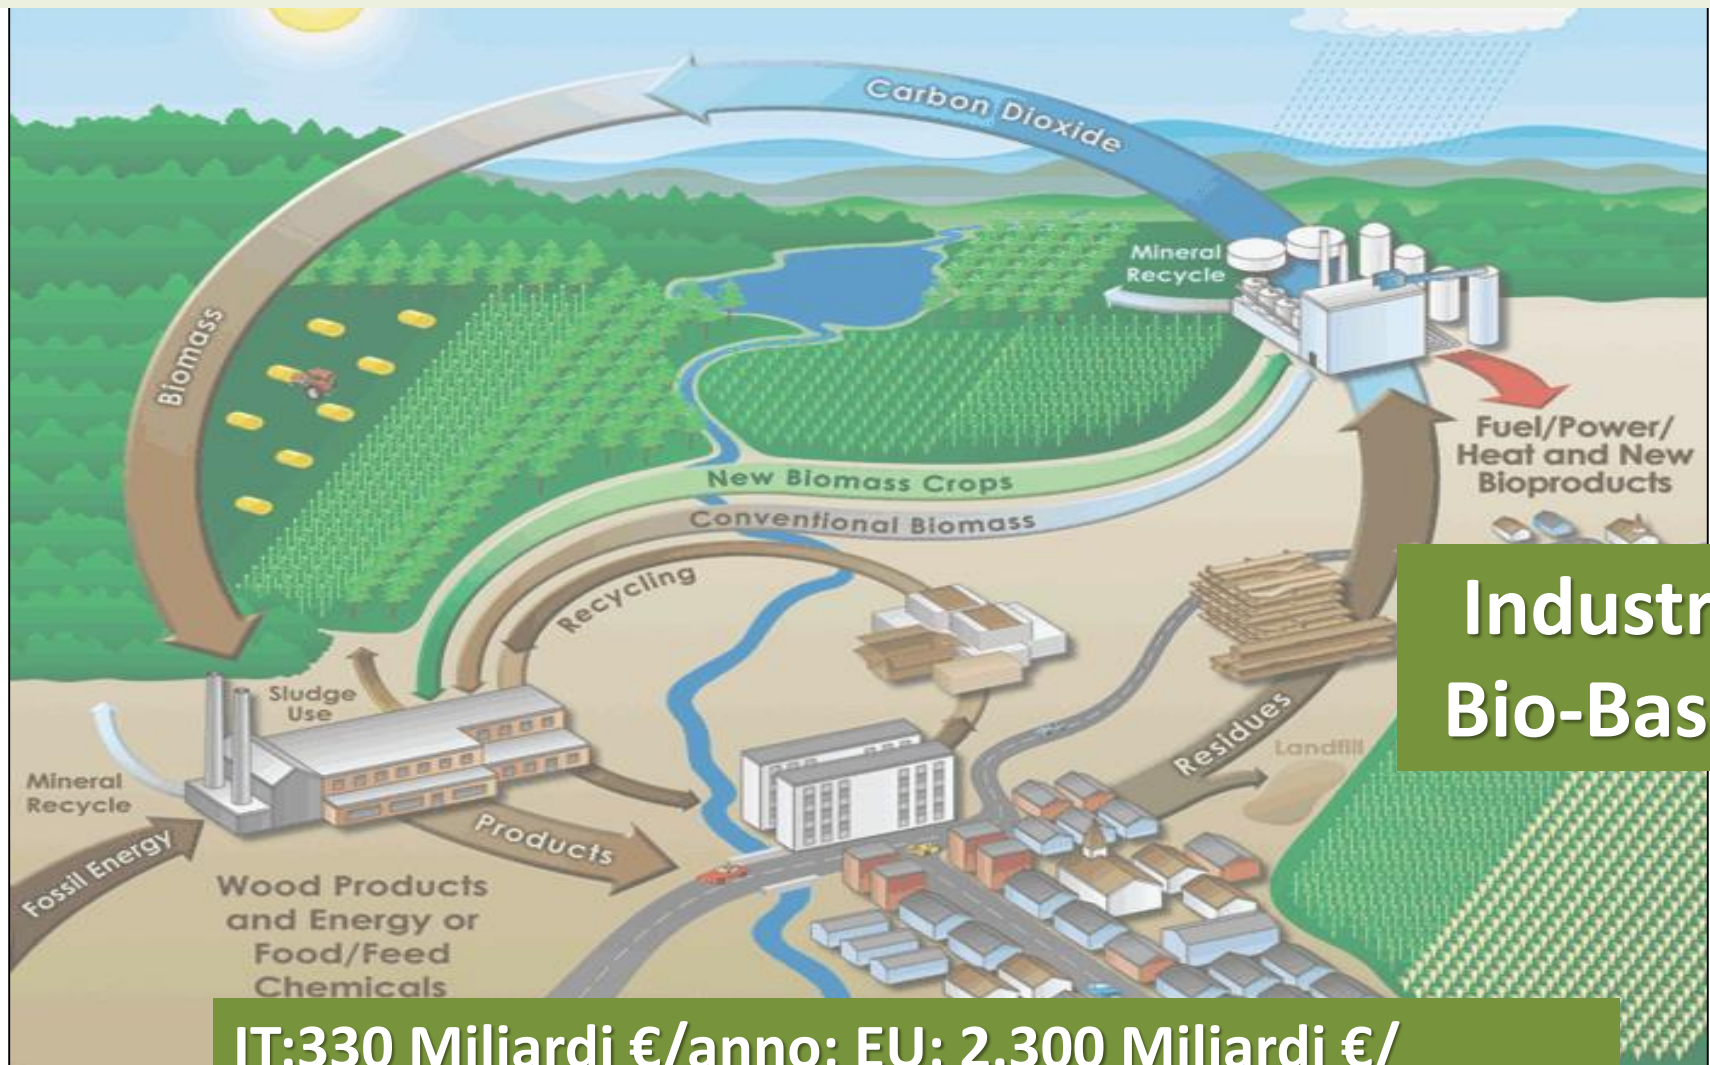 Carbon Dioxide
Mineral
Recycle
Biomass
Fuel/Power/
Heat and New
Bioproducts
New Biomass Crops
Conventional Biomass
Recycling
Industr
Bio-Bas
Sludge
Use
Residues
Landfill
Mineral
Recycle
Products
Fossil Energy
Wood Products
and Energy or
Food/Feed
Chemicals
IT:330 Miliardi €/anno; EU: 2.300 Miliardi €/